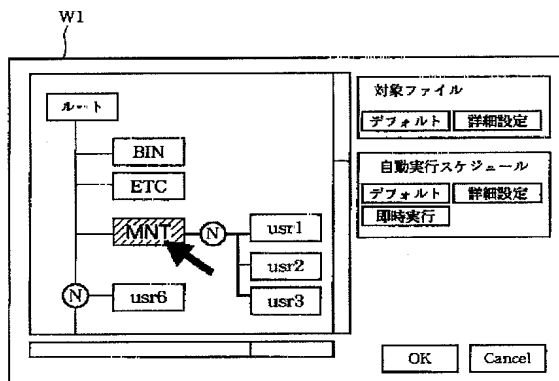 W1
ルート
BIN
ETC
MNT
N
usr1
usr2
usr3
N
usr6
対象ファイル
デフォルト 詳細設定
自動実行スケジュール
デフォルト 詳細設定
即時実行
OK Cancel